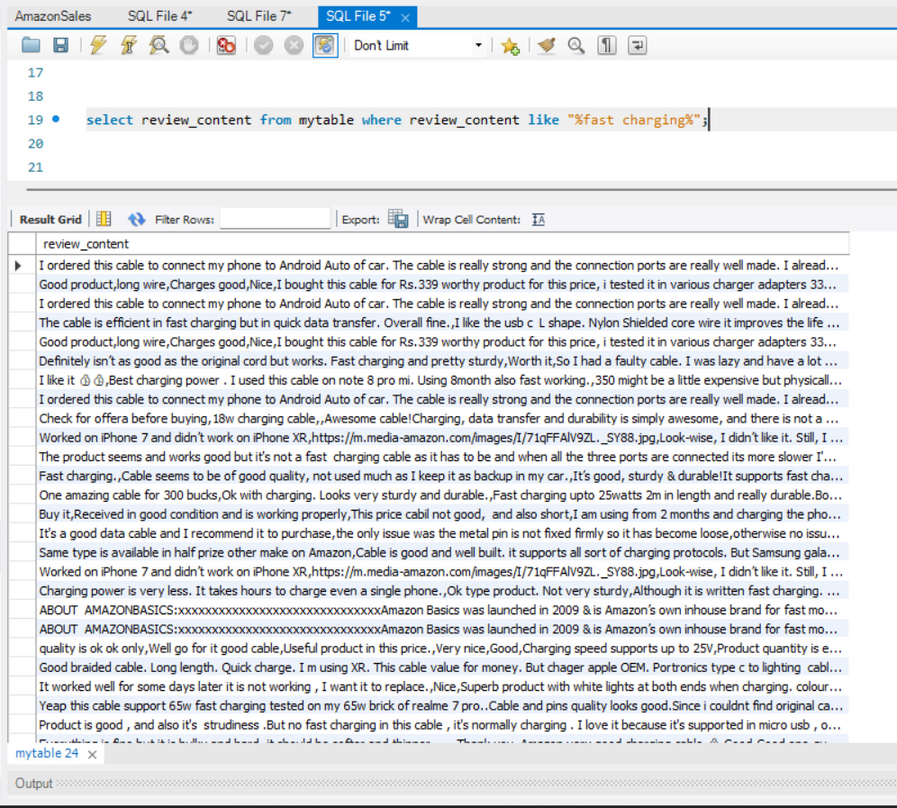 AmazonSales SQL File 4* SQL File 7* SQL File 5*
Don't Limit
17
18
19 select review_content from mytable where review_content like "%fast charging%";
20
21
Result Grid Filter Rows: Export: Wrap Cell Content:
review_content
I ordered this cable to connect my phone to Android Auto of car. The cable is really strong and the connection ports are really well made. I alread...
Good product,long wire,Charges good,Nice,I bought this cable for Rs.339 worthy product for this price, i tested it in various charger adapters 33...
I ordered this cable to connect my phone to Android Auto of car. The cable is really strong and the connection ports are really well made. I alread...
The cable is efficient in fast charging but in quick data transfer. Overall fine.,I like the usb c L shape. Nylon Shielded core wire it improves the life ...
Good product,long wire,Charges good,Nice,I bought this cable for Rs.339 worthy product for this price, i tested it in various charger adapters 33...
Definitely isn't as good as the original cord but works. Fast charging and pretty sturdy,Worth it,So I had a faulty cable. I was lazy and have a lot ...
I like it 👍👍,Best charging power . I used this cable on note 8 pro mi. Using 8month also fast working.,350 might be a little expensive but physicall...
I ordered this cable to connect my phone to Android Auto of car. The cable is really strong and the connection ports are really well made. I alread...
Check for offera before buying,18w charging cable,,Awesome cable!Charging, data transfer and durability is simply awesome, and there is not a ...
Worked on iPhone 7 and didn't work on iPhone XR,https://m.media-amazon.com/images/I/71qFFAlV9ZL._SY88.jpg,Look-wise, I didn't like it. Still, I ...
The product seems and works good but it's not a fast charging cable as it has to be and when all the three ports are connected its more slower I'...
Fast charging.,Cable seems to be of good quality, not used much as I keep it as backup in my car.,It's good, sturdy & durable!It supports fast cha...
One amazing cable for 300 bucks,Ok with charging. Looks very sturdy and durable.,Fast charging upto 25watts 2m in length and really durable.Bo...
Buy it,Received in good condition and is working properly,This price cabil not good, and also short,I am using from 2 months and charging the pho...
It's a good data cable and I recommend it to purchase,the only issue was the metal pin is not fixed firmly so it has become loose,otherwise no issu...
Same type is available in half prize other make on Amazon,Cable is good and well built. it supports all sort of charging protocols. But Samsung gala...
Worked on iPhone 7 and didn't work on iPhone XR,https://m.media-amazon.com/images/I/71qFFAlV9ZL._SY88.jpg,Look-wise, I didn't like it. Still, I ...
Charging power is very less. It takes hours to charge even a single phone.,Ok type product. Not very sturdy,Although it is written fast charging. ...
ABOUT AMAZONBASICS:xxxxxxxxxxxxxxxxxxxxxxxxxxxxxxxxAmazon Basics was launched in 2009 & is Amazon's own inhouse brand for fast mo...
ABOUT AMAZONBASICS:xxxxxxxxxxxxxxxxxxxxxxxxxxxxxxxxAmazon Basics was launched in 2009 & is Amazon's own inhouse brand for fast mo...
quality is ok ok only,Well go for it good cable,Useful product in this price.,Very nice,Good,Charging speed supports up to 25V,Product quantity is e...
Good braided cable. Long length. Quick charge. I m using XR. This cable value for money. But chager apple OEM. Portronics type c to lighting cabl...
It worked well for some days later it is not working , I want it to replace.,Nice,Superb product with white lights at both ends when charging. colour...
Yeap this cable support 65w fast charging tested on my 65w brick of realme 7 pro..Cable and pins quality looks good.Since i couldnt find original ca...
Product is good , and also it's strudiness .But no fast charging in this cable , it's normally charging . I love it because it's supported in micro usb , o...
mytable 24
Output